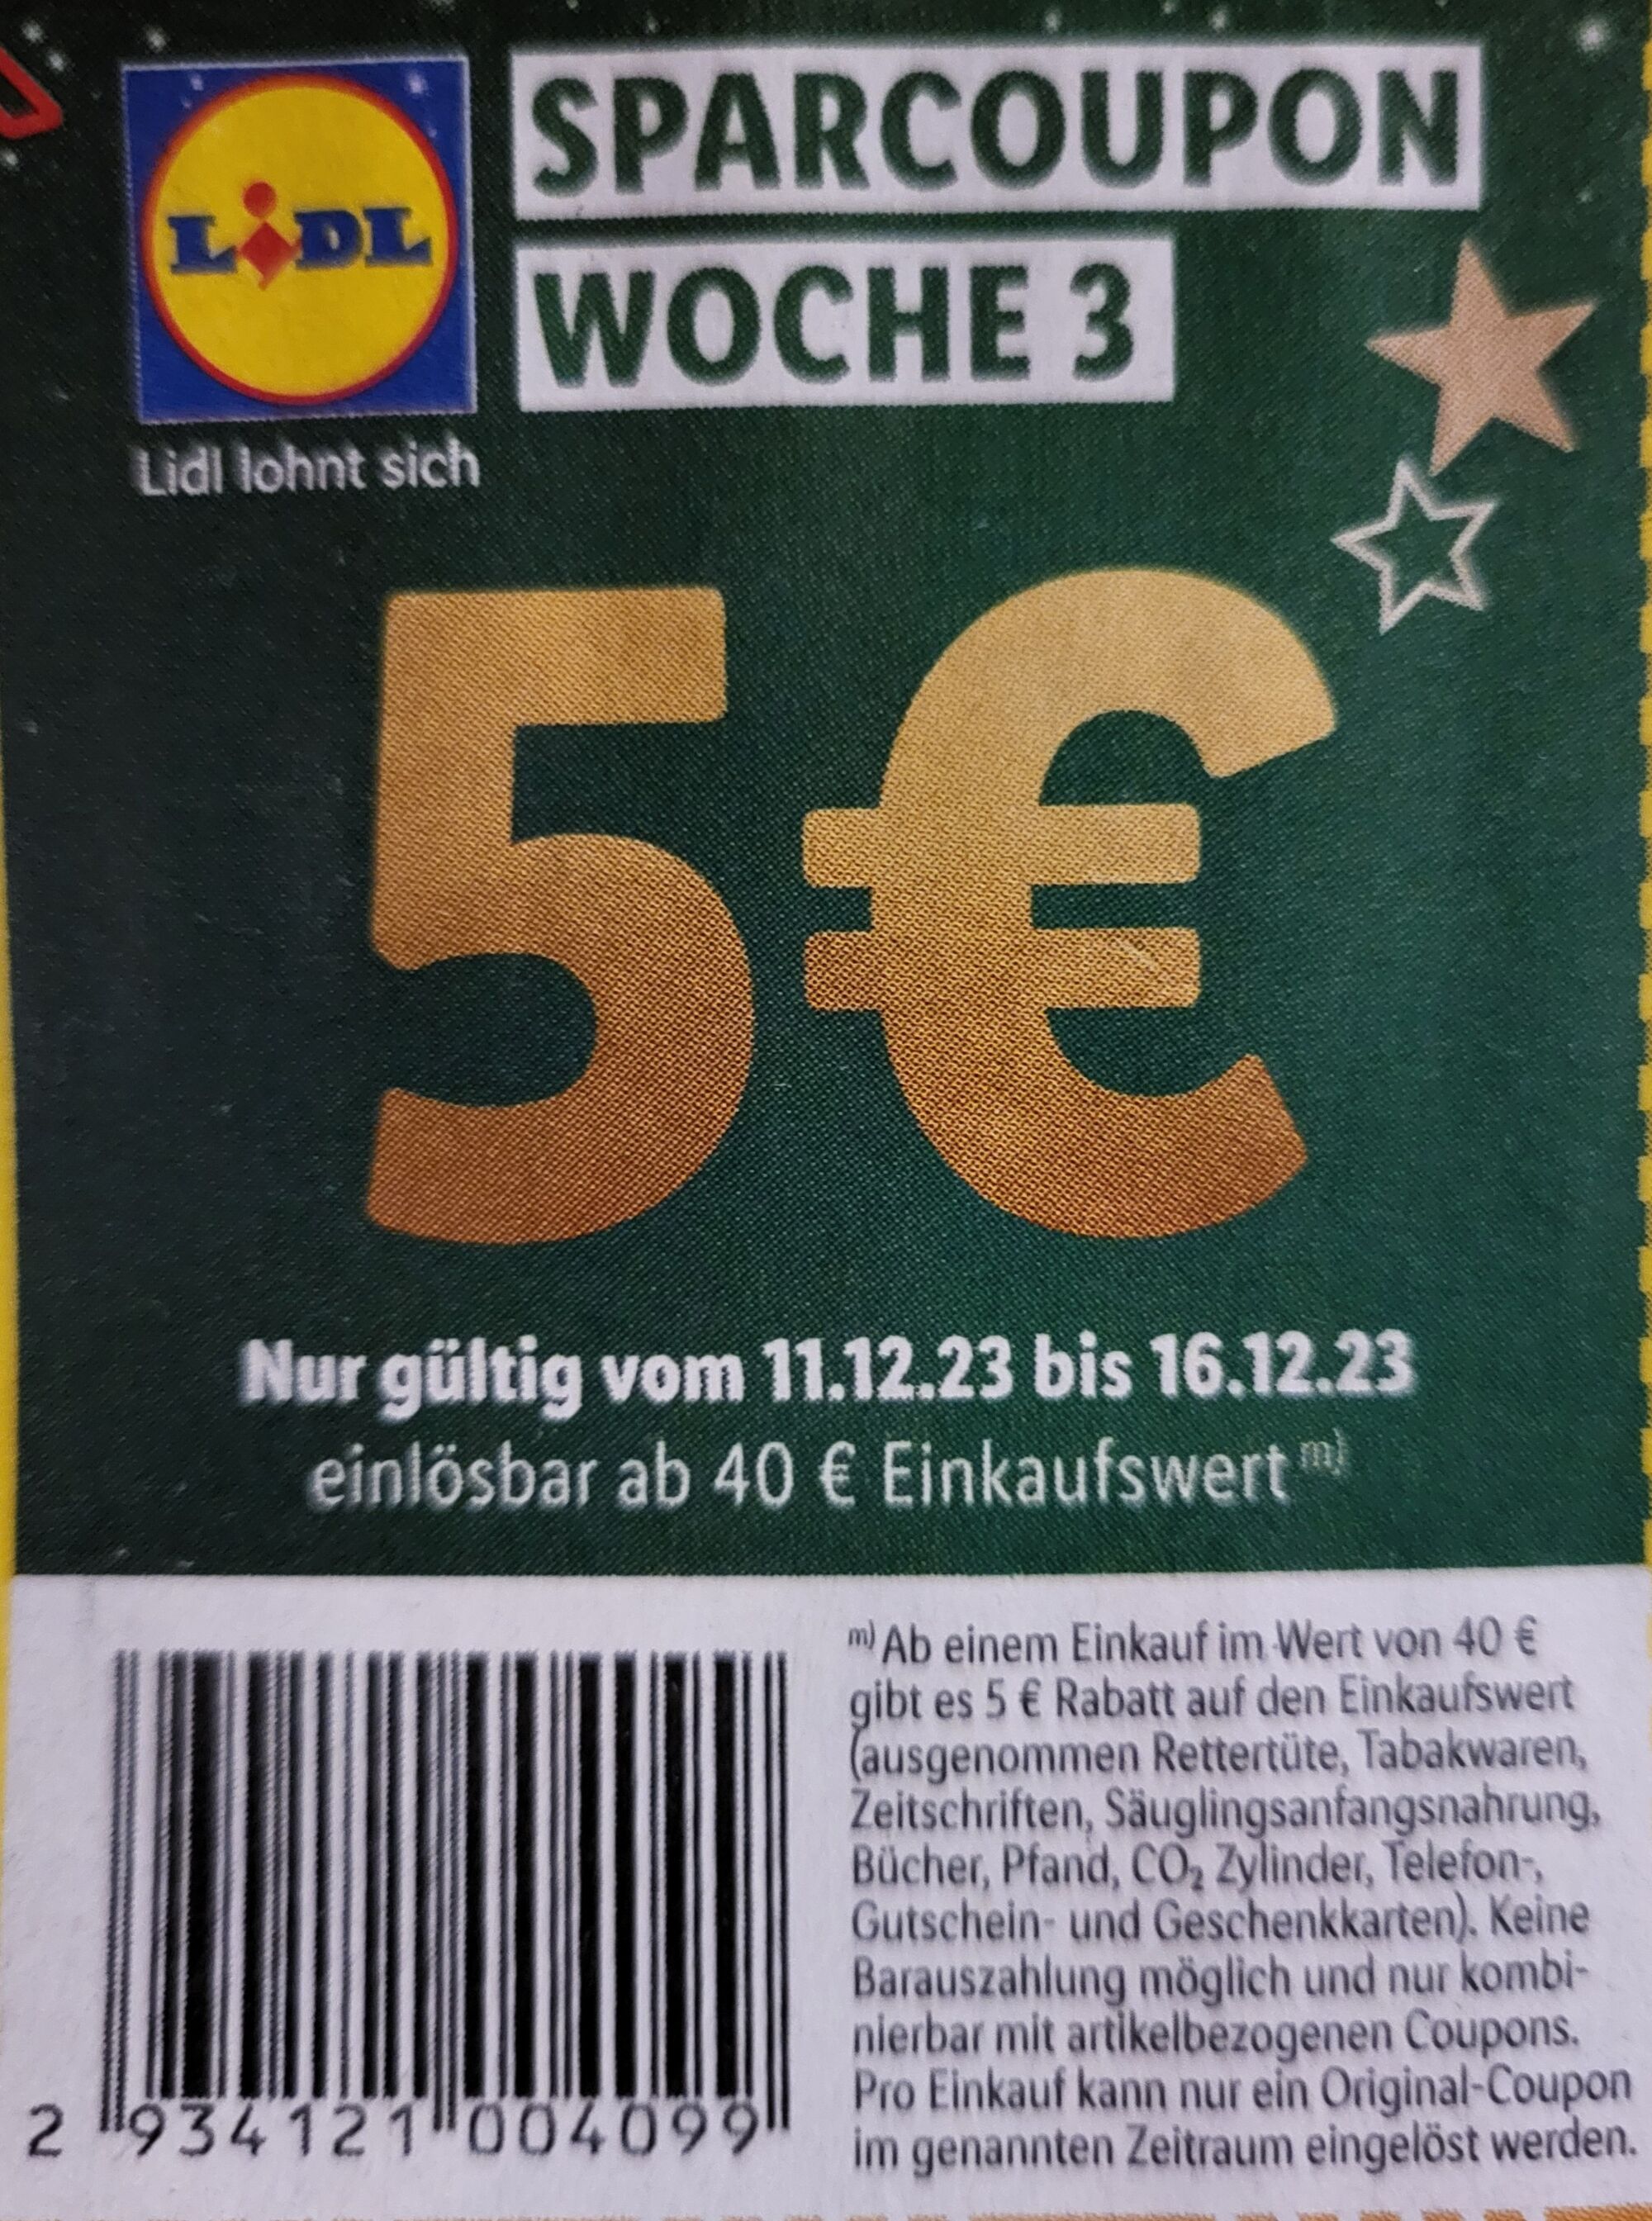 LIDL
SPARCOUPON
WOCHE 3
Lidl lohnt sich
5€
Nur gültig vom 11.12.23 bis 16.12.23
einlösbar ab 40 € Einkaufswert m)
m) Ab einem Einkauf im Wert von 40 €
gibt es 5 € Rabatt auf den Einkaufswert
(ausgenommen Rettertüte, Tabakwaren,
Zeitschriften, Säuglingsanfangsnahrung,
Bücher, Pfand, CO₂ Zylinder, Telefon-,
Gutschein- und Geschenkkarten). Keine
Barauszahlung möglich und nur kombi-
nierbar mit artikelbezogenen Coupons.
Pro Einkauf kann nur ein Original-Coupon
im genannten Zeitraum eingelöst werden.
2 934121 004099